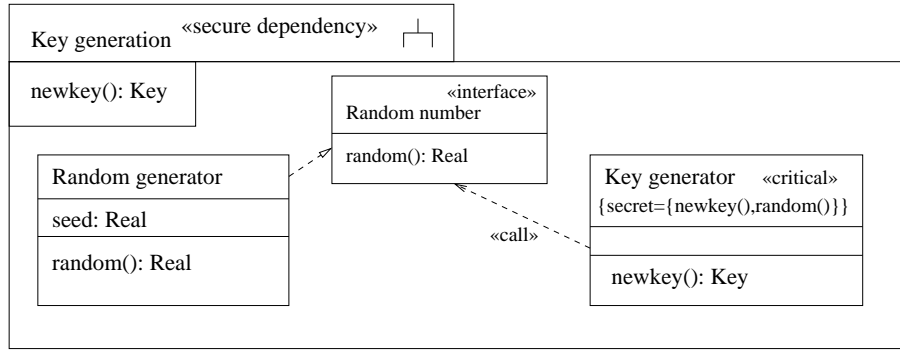 Key generation «secure dependency»
newkey(): Key
«interface»
Random number
random(): Real
Random generator
seed: Real
random(): Real
«call»
Key generator «critical»
{secret={newkey(),random()}}
newkey(): Key